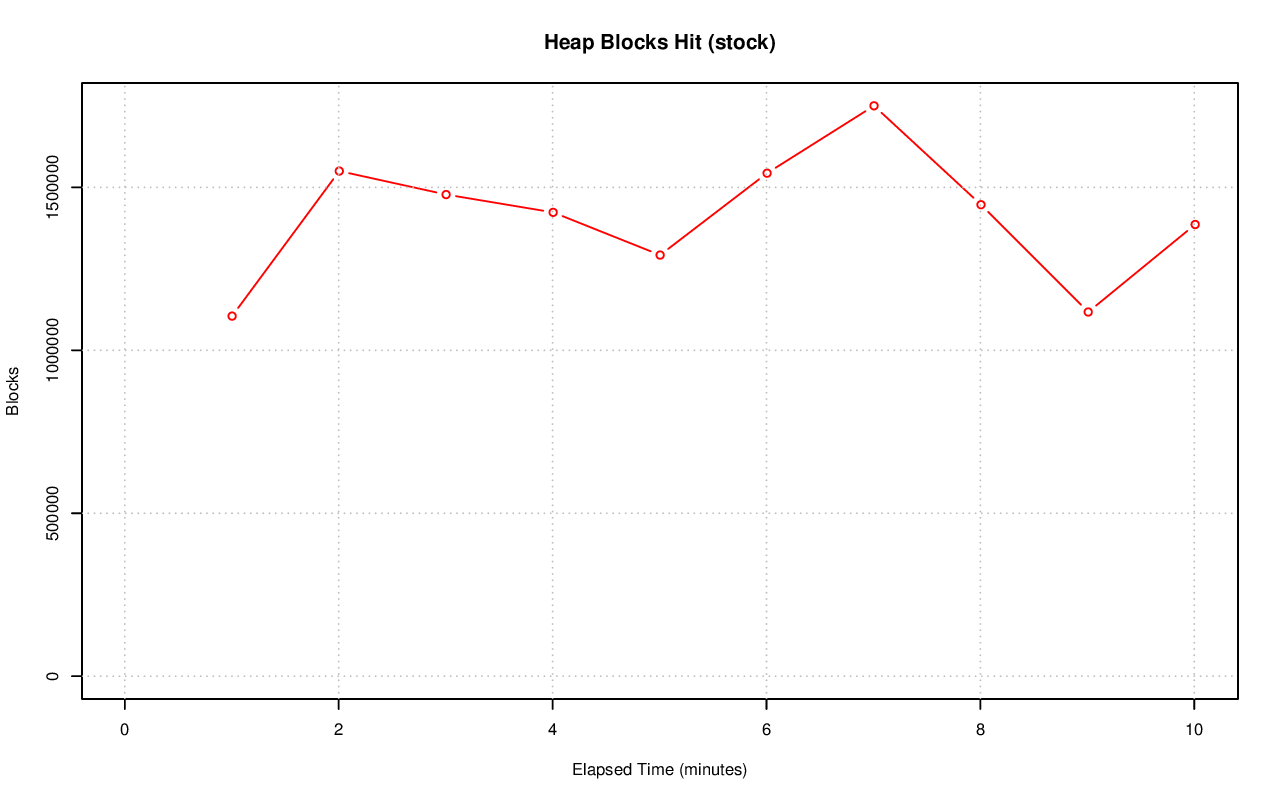 Heap Blocks Hit (stock)
Blocks
1500000
1000000
500000
0
0 2 4 6 8 10
Elapsed Time (minutes)